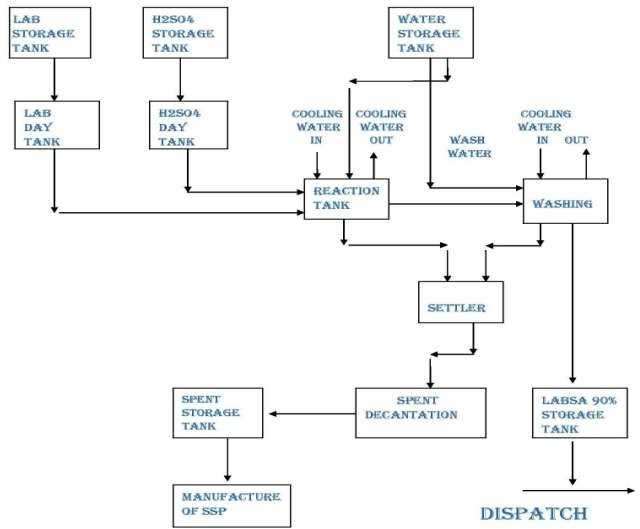 LAB
STORAGE
TANK
H2SO4
STORAGE
TANK
WATER STORAGE
TANK
LAB
DAY
TANK
H2SO4
DAY
TANK
COOLING
WATER
IN
COOLING
WATER
OUT
WASH
WATER
COOLING
WATER
IN OUT
REACTION
TANK
WASHING
SETTLER
SPENT
STORAGE
TANK
SPENT
DECANTATION
LABSA 90%
STORAGE
TANK
MANUFACTURE
OF SSP
DISPATCH